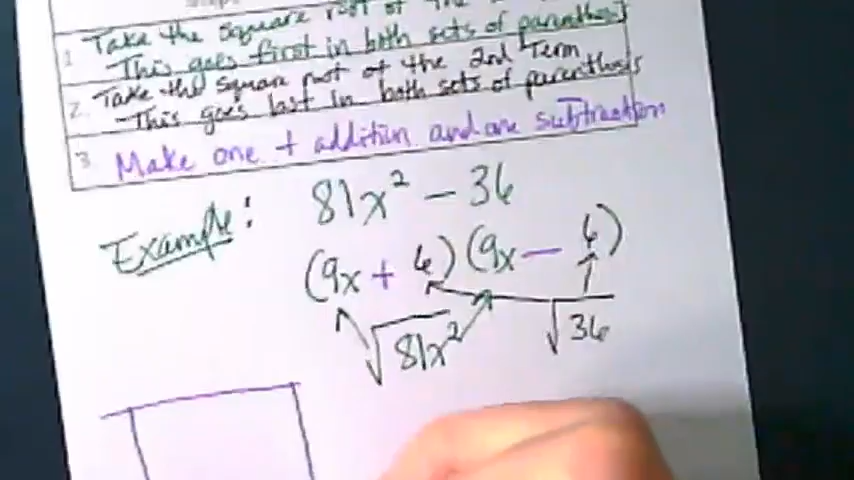 1. Take the square root of the
This goes first in both sets of parenthosis
2. Take the square root of the 2nd Term
This goes last in both sets of parenthosis
3. Make one + addition and one subtraction
Example: 81x² - 36
(9x + 6)(9x - 6)
√81x² √36